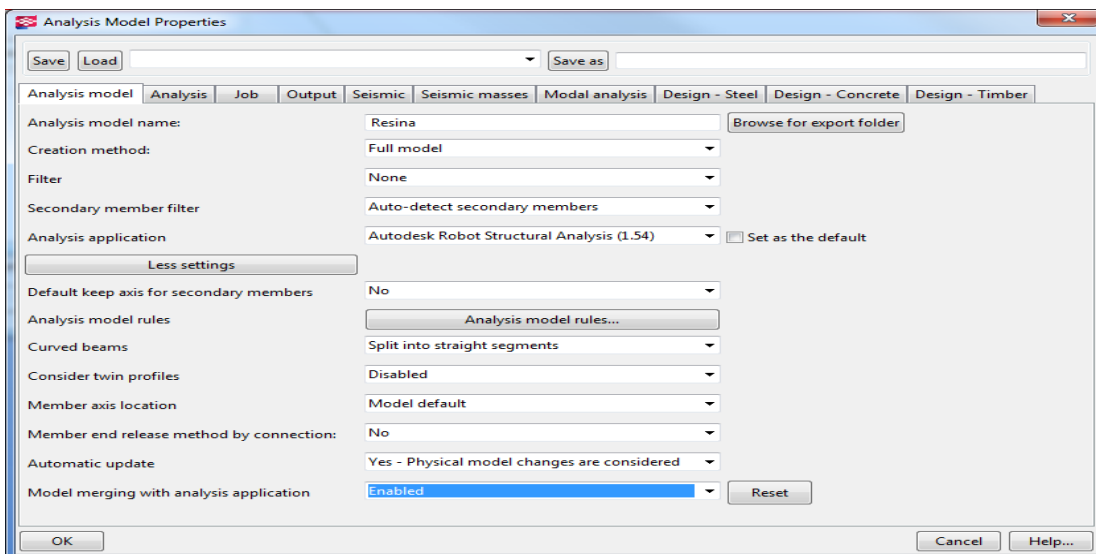 Analysis Model Properties
Save Load Save as
Analysis model Analysis Job Output Seismic Seismic masses Modal analysis Design - Steel Design - Concrete Design - Timber
Analysis model name: Resina Browse for export folder
Creation method: Full model
Filter None
Secondary member filter Auto-detect secondary members
Analysis application Autodesk Robot Structural Analysis (1.54) Set as the default
Less settings
Default keep axis for secondary members No
Analysis model rules Analysis model rules...
Curved beams Split into straight segments
Consider twin profiles Disabled
Member axis location Model default
Member end release method by connection: No
Automatic update Yes - Physical model changes are considered
Model merging with analysis application Enabled Reset
OK Cancel Help...